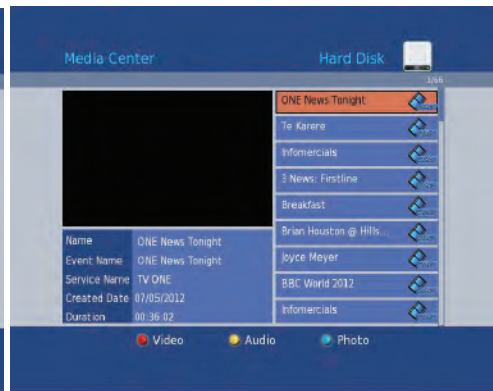 Media Center
Hard Disk
1/66
ONE News Tonight
Te Karere
Infomercials
3 News: Firstline
Breakfast
Brian Houston @ Hills...
Joyce Meyer
BBC World 2012
Infomercials
Name ONE News Tonight
Event Name ONE News Tonight
Service Name TV ONE
Created Date 07/05/2012
Duration 00:36:02
Video Audio Photo